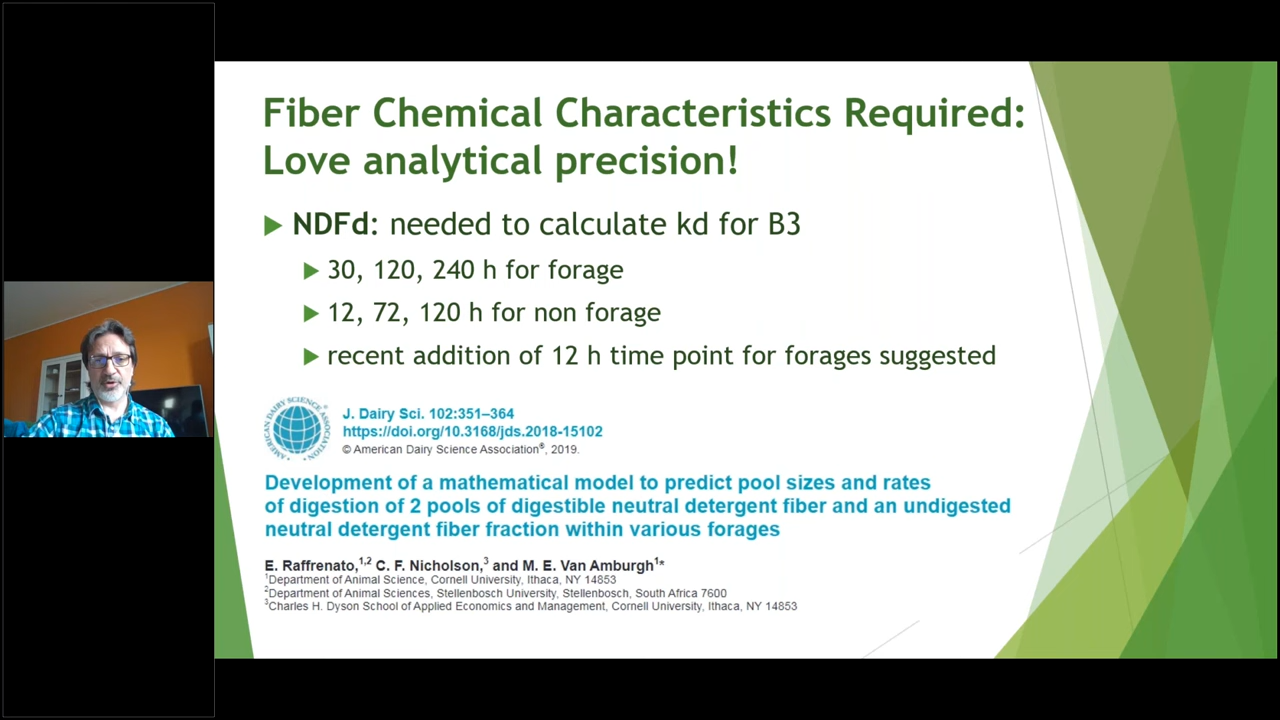 Fiber Chemical Characteristics Required:
Love analytical precision!
NDFd: needed to calculate kd for B3
30, 120, 240 h for forage
12, 72, 120 h for non forage
recent addition of 12 h time point for forages suggested
AMERICAN DAIRY SCIENCE ASSOCIATION®
J. Dairy Sci. 102:351–364
https://doi.org/10.3168/jds.2018-15102
© American Dairy Science Association®, 2019.
Development of a mathematical model to predict pool sizes and rates
of digestion of 2 pools of digestible neutral detergent fiber and an undigested
neutral detergent fiber fraction within various forages
E. Raffrenato,1,2 C. F. Nicholson,3 and M. E. Van Amburgh1*
1Department of Animal Science, Cornell University, Ithaca, NY 14853
2Department of Animal Sciences, Stellenbosch University, Stellenbosch, South Africa 7600
3Charles H. Dyson School of Applied Economics and Management, Cornell University, Ithaca, NY 14853